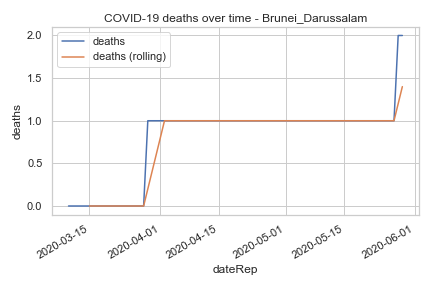 COVID-19 deaths over time - Brunei_Darussalam
deaths
deaths (rolling)
2.0
1.5
1.0
0.5
0.0
deaths
2020-03-15
2020-04-01
2020-04-15
2020-05-01
2020-05-15
2020-06-01
dateRep